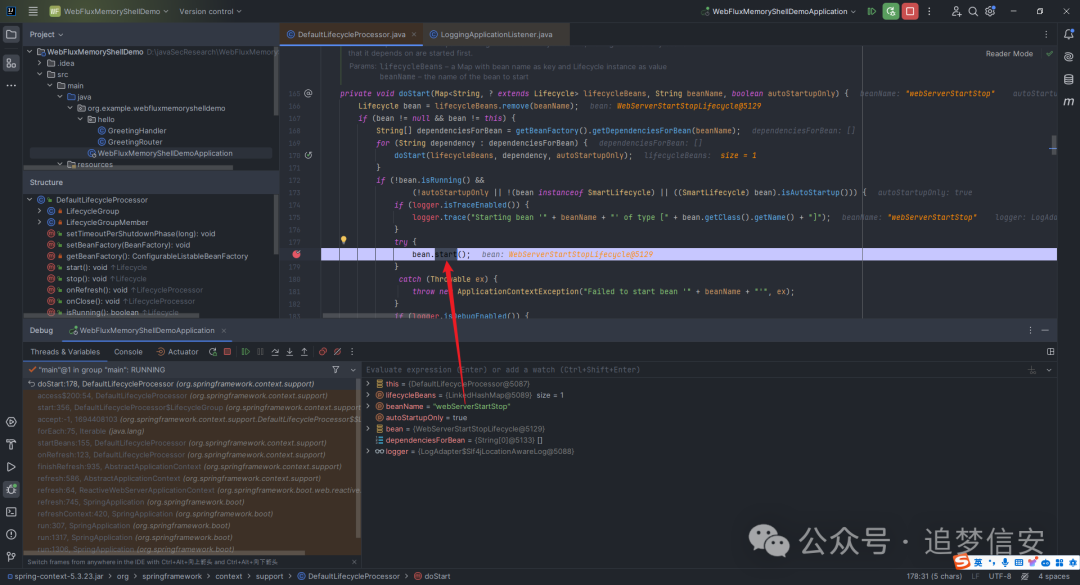 WF WebFluxMemoryShellDemo Version control WebFluxMemoryShellDemoApplication
Project
DefaultLifecycleProcessor.java × LoggingApplicationListener.java
WebFluxMemoryShellDemo D:\javaSecResearch\WebFluxMemory
.idea
src
main
java
org.example.webfluxmemoryshelldemo
hello
GreetingHandler
GreetingRouter
WebFluxMemoryShellDemoApplication
resources
Reader Mode
that it depends on are started first.
Params: lifecycleBeans – a Map with bean name as key and Lifecycle instance as value
beanName – the name of the bean to start
165 private void doStart(Map<String, ? extends Lifecycle> lifecycleBeans, String beanName, boolean autoStartupOnly) { beanName: "webServerStartStop" autoStartu
166 Lifecycle bean = lifecycleBeans.remove(beanName); bean: WebServerStartStopLifecycle@5129
167 if (bean != null && bean != this) {
168 String[] dependenciesForBean = getBeanFactory().getDependenciesForBean(beanName); dependenciesForBean: []
169 for (String dependency : dependenciesForBean) { dependenciesForBean: []
170 doStart(lifecycleBeans, dependency, autoStartupOnly); lifecycleBeans: size = 1
171 }
172 if (!bean.isRunning() &&
173 (!autoStartupOnly || !(bean instanceof SmartLifecycle) || ((SmartLifecycle) bean).isAutoStartup())) { autoStartupOnly: true
174 if (logger.isTraceEnabled()) {
175 logger.trace("Starting bean '" + beanName + "' of type [" + bean.getClass().getName() + "]"); beanName: "webServerStartStop" logger: LogAda
176 }
177 try {
bean.start(); bean: WebServerStartStopLifecycle@5129
179 }
180 catch (Throwable ex) {
181 throw new ApplicationContextException("Failed to start bean '" + beanName + "'", ex);
182 }
183 if (logger.isDebugEnabled()) {
Structure
DefaultLifecycleProcessor
LifecycleGroup
LifecycleGroupMember
setTimeoutPerShutdownPhase(long): void
setBeanFactory(BeanFactory): void
getBeanFactory(): ConfigurableListableBeanFactory
start(): void ↑Lifecycle
stop(): void ↑Lifecycle
onRefresh(): void ↑LifecycleProcessor
onClose(): void ↑LifecycleProcessor
isRunning(): boolean ↑Lifecycle
Debug WebFluxMemoryShellDemoApplication ×
Threads & Variables Console Actuator
"main"@1 in group "main": RUNNING
Evaluate expression (Enter) or add a watch (Ctrl+Shift+Enter)
doStart:178, DefaultLifecycleProcessor (org.springframework.context.support)
access$200:54, DefaultLifecycleProcessor (org.springframework.context.support)
start:356, DefaultLifecycleProcessor$LifecycleGroup (org.springframework.context.su
accept:-1, 1694408103 (org.springframework.context.support.DefaultLifecycleProcessor$$L
forEach:75, Iterable (java.lang)
startBeans:155, DefaultLifecycleProcessor (org.springframework.context.support)
onRefresh:123, DefaultLifecycleProcessor (org.springframework.context.support)
finishRefresh:935, AbstractApplicationContext (org.springframework.context.support)
refresh:586, AbstractApplicationContext (org.springframework.context.support)
refresh:64, ReactiveWebServerApplicationContext (org.springframework.boot.web.reactive
refresh:745, SpringApplication (org.springframework.boot)
refreshContext:420, SpringApplication (org.springframework.boot)
run:307, SpringApplication (org.springframework.boot)
run:1317, SpringApplication (org.springframework.boot)
run:1306, SpringApplication (org.springframework.boot)
this = {DefaultLifecycleProcessor@5087}
lifecycleBeans = {LinkedHashMap@5089} size = 1
beanName = "webServerStartStop"
autoStartupOnly = true
bean = {WebServerStartStopLifecycle@5129}
dependenciesForBean = {String[0]@5133} []
logger = {LogAdapter$Slf4jLocationAwareLog@5088}
Switch frames from anywhere in the IDE with Ctrl+Alt+向上箭头 and Ctrl+Alt+向下箭头 ×
公众号 · 追梦信安
英
spring-context-5.3.23.jar > org > springframework > context > support > DefaultLifecycleProcessor > doStart 178:31 (5 chars) LF UTF-8 4 spaces